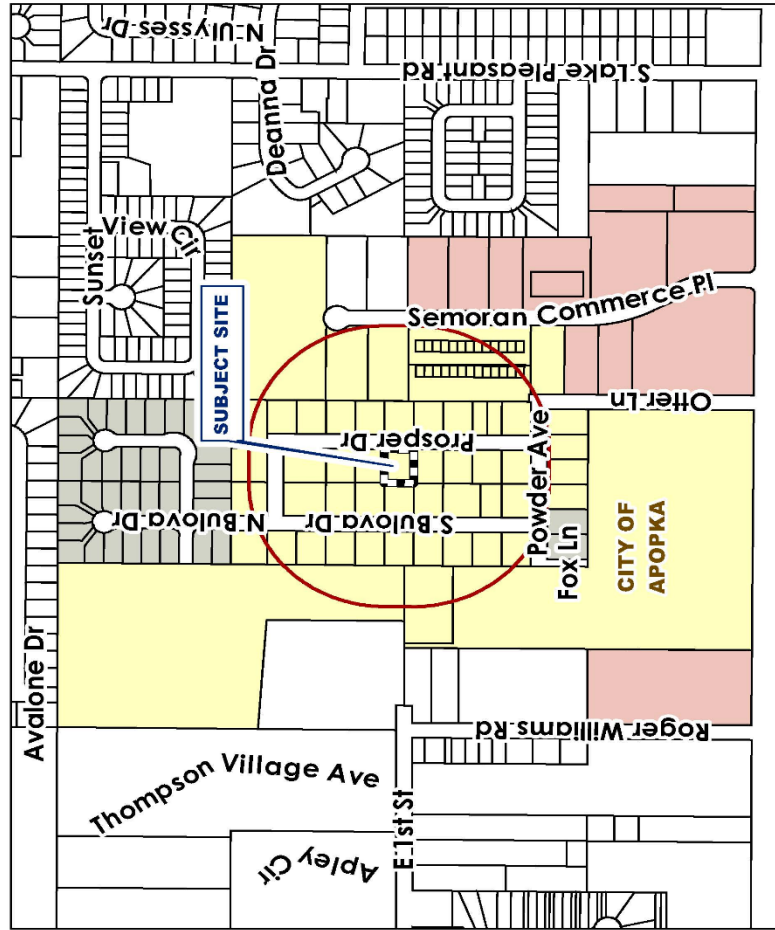 N Ulysses Dr
Deanna Dr
S Lake Pleasant Rd
Sunset
View Cir
SUBJECT SITE
Semoran Commerce Pl
Otter Ln
Prosper Dr
Powder Ave
N Bulova Dr
S Bulova Dr
Fox Ln
CITY OF
APOPKA
Avalone Dr
Roger Williams Rd
Thompson Village Ave
E 1st St
Apley Cir